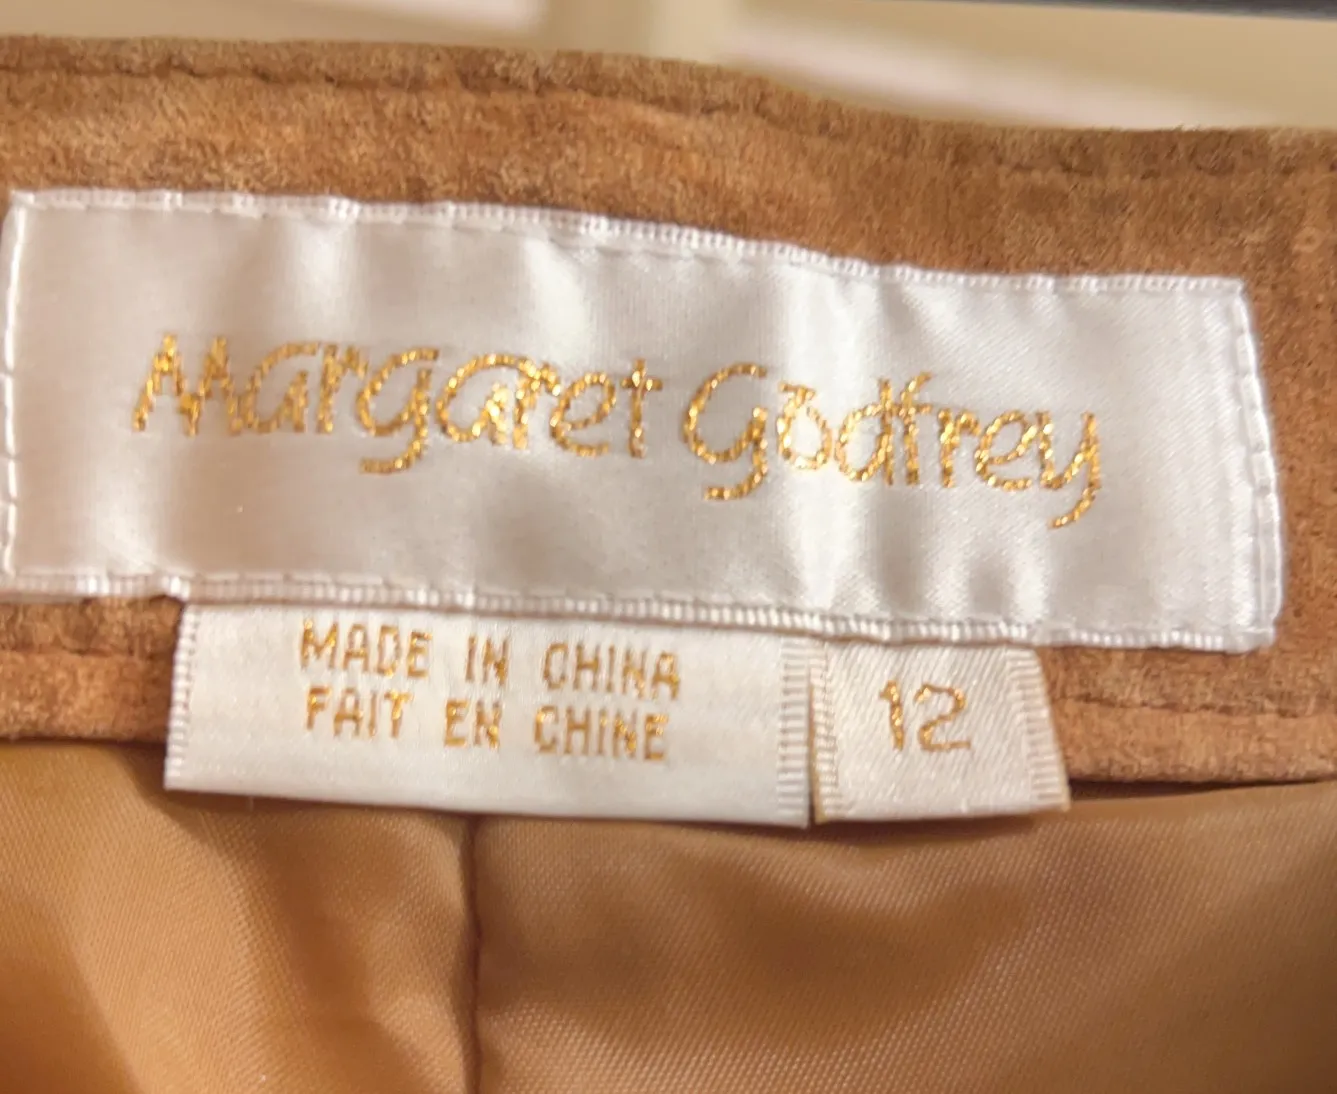 Margaret Godfrey
MADE IN CHINA
FAIT EN CHINE
12